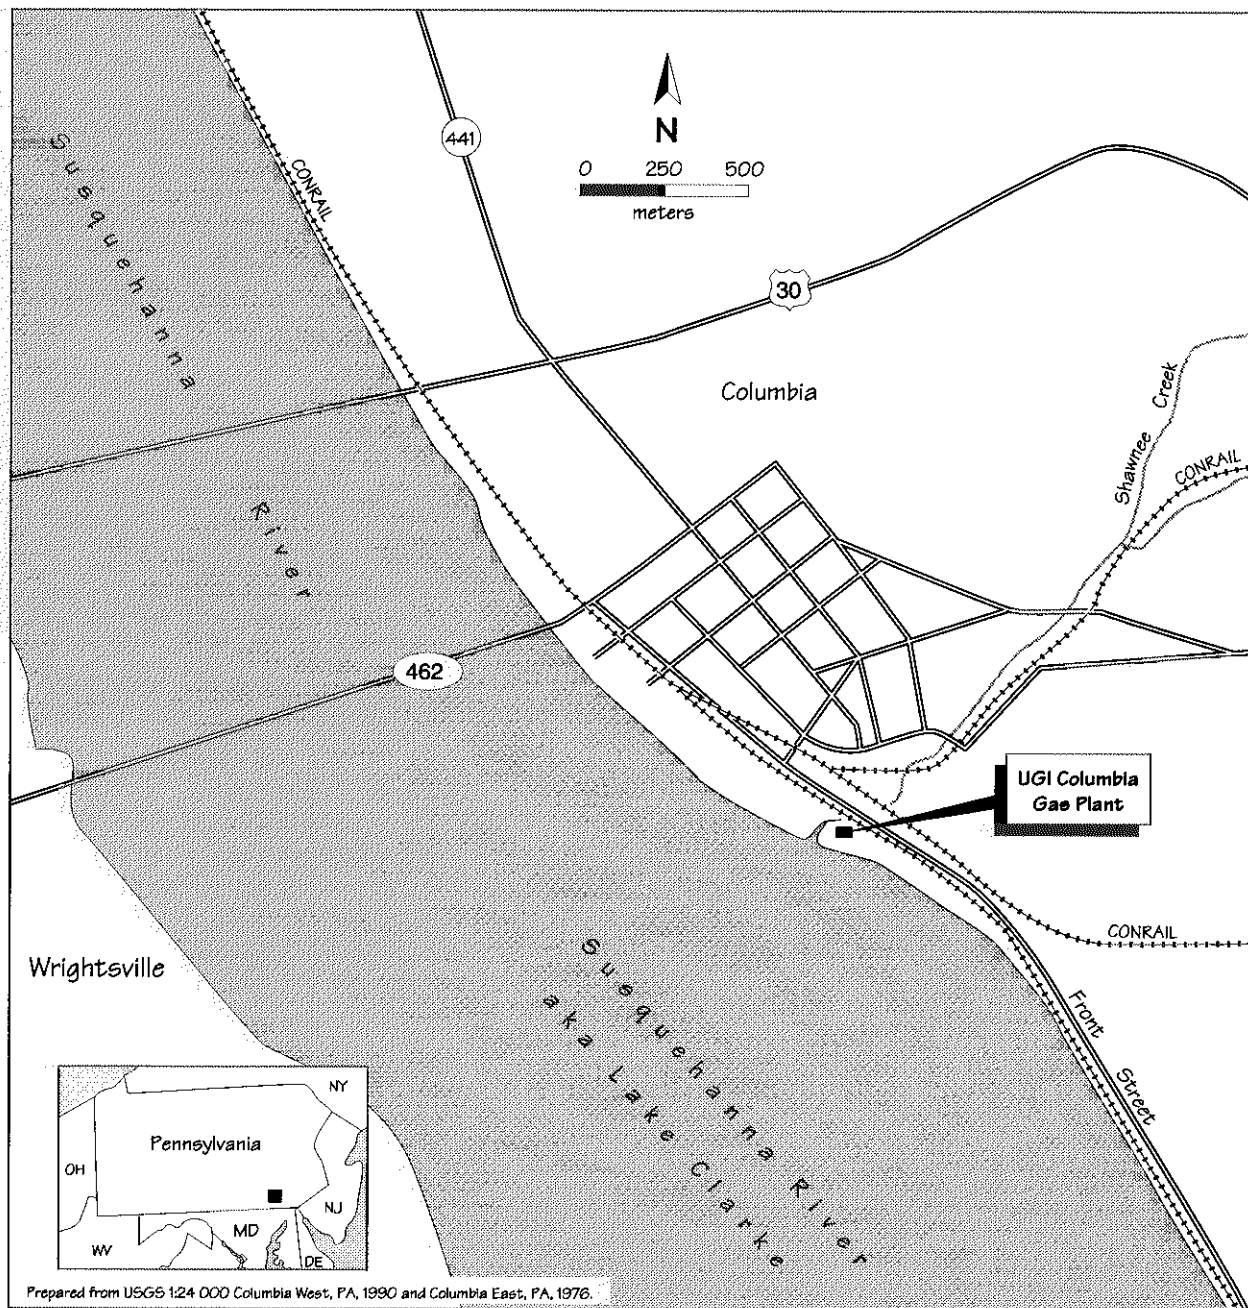 441
N
0 250 500
meters
CONRAIL
Susquehanna
30
Columbia
Shawnee Creek
CONRAIL
River
462
UGI Columbia
Gas Plant
CONRAIL
Wrightsville
Susquehanna River
aka Lake Clarke
Front Street
NY
Pennsylvania
OH
NJ
MD
WV
DE
Prepared from USGS 1:24 000 Columbia West, PA, 1990 and Columbia East, PA, 1976.